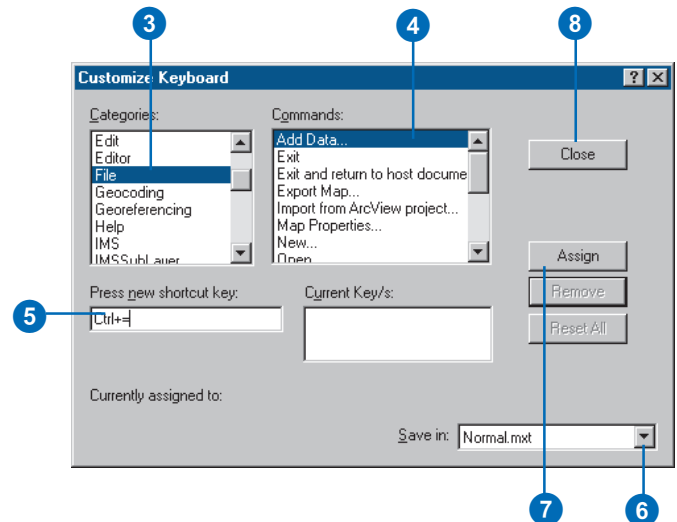 3
4
8
Customize Keyboard
Categories:
Commands:
Edit
Editor
File
Geocoding
Georeferencing
Help
IMS
IMSSubLayer
Add Data...
Exit
Exit and return to host docume
Export Map...
Import from ArcView project...
Map Properties...
New...
Open
Close
Assign
Remove
Reset All
Press new shortcut key:
Current Key/s:
5
Ctrl+=
Currently assigned to:
Save in:
Normal.mxt
7
6